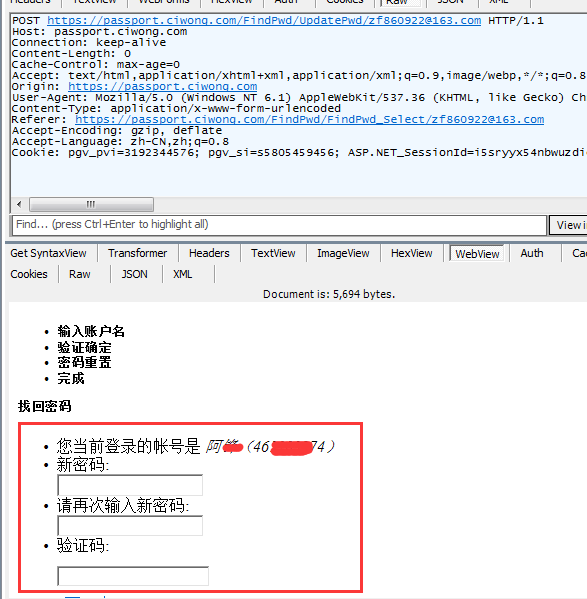 Headers TextView WebForms HexView Auth Cookies Raw JSON XML
POST https://passport.ciwong.com/FindPwd/UpdatePwd/zf860922@163.com HTTP/1.1
Host: passport.ciwong.com
Connection: keep-alive
Content-Length: 0
Cache-Control: max-age=0
Accept: text/html,application/xhtml+xml,application/xml;q=0.9,image/webp,*/*;q=0.8
Origin: https://passport.ciwong.com
User-Agent: Mozilla/5.0 (Windows NT 6.1) AppleWebKit/537.36 (KHTML, like Gecko) Ch
Content-Type: application/x-www-form-urlencoded
Referer: https://passport.ciwong.com/FindPwd/FindPwd_Select/zf860922@163.com
Accept-Encoding: gzip, deflate
Accept-Language: zh-CN,zh;q=0.8
Cookie: pgv_pvi=3192344576; pgv_si=s5805459456; ASP.NET_SessionId=i5sryyx54nbwuzdi
Find... (press Ctrl+Enter to highlight all)
View in
Get SyntaxView Transformer Headers TextView ImageView HexView WebView Auth Ca
Cookies Raw JSON XML
Document is: 5,694 bytes.
• 输入账户名
• 验证确定
• 密码重置
• 完成
找回密码
• 您当前登录的帐号是 阿 (46 74)
• 新密码:
• 请再次输入新密码:
• 验证码: